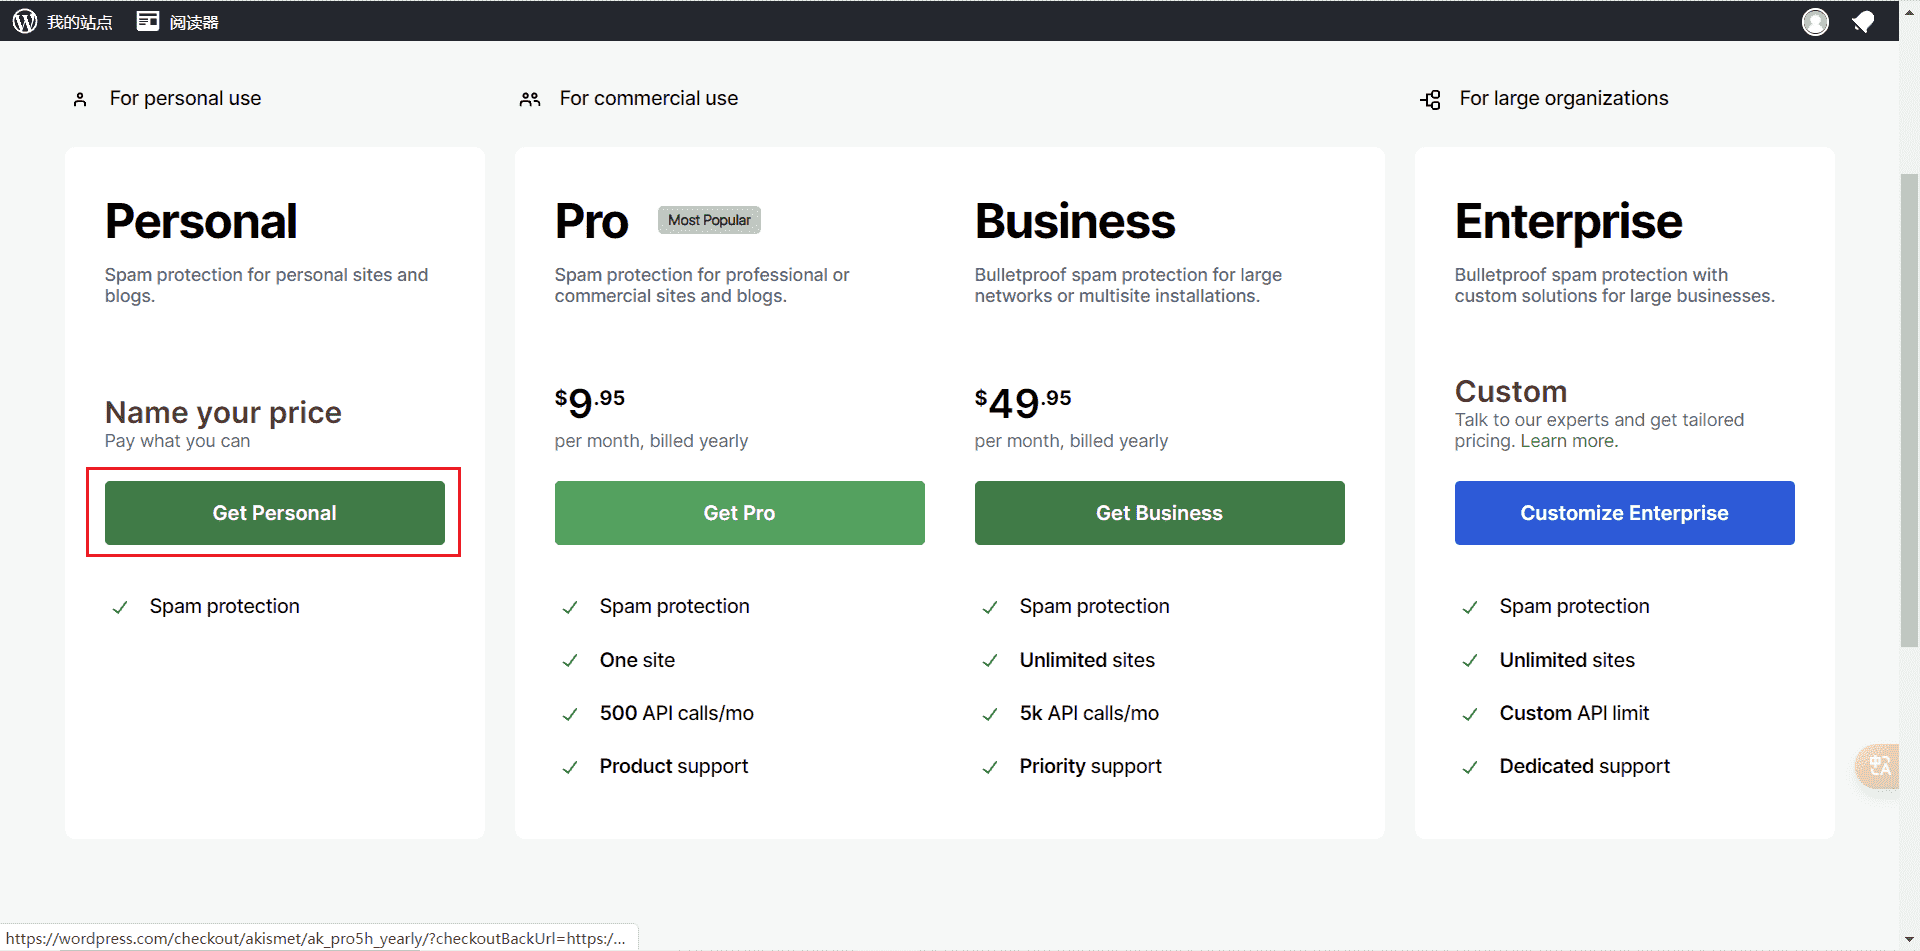 我的站点
阅读器
For personal use
Personal
Spam protection for personal sites and
blogs.
Name your price
Pay what you can
Get Personal
Spam protection
For commercial use
Pro
Most Popular
Spam protection for professional or
commercial sites and blogs.
$9.95
per month, billed yearly
Get Pro
Spam protection
One site
500 API calls/mo
Product support
Business
Bulletproof spam protection for large
networks or multisite installations.
$49.95
per month, billed yearly
Get Business
Spam protection
Unlimited sites
5k API calls/mo
Priority support
For large organizations
Enterprise
Bulletproof spam protection with
custom solutions for large businesses.
Custom
Talk to our experts and get tailored
pricing. Learn more.
Customize Enterprise
Spam protection
Unlimited sites
Custom API limit
Dedicated support
中A
https://wordpress.com/checkout/akismet/ak_pro5h_yearly/?checkoutBackUrl=https:/...